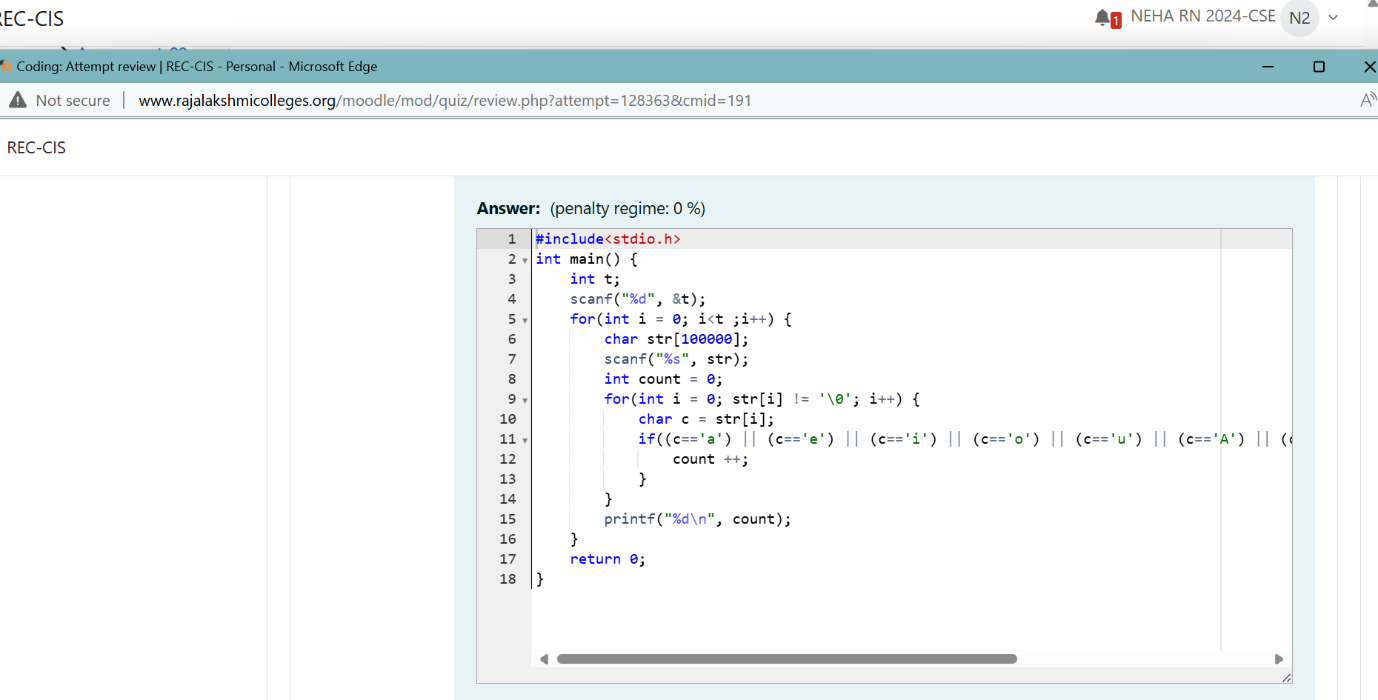 REC-CIS
1 NEHA RN 2024-CSE N2
Coding: Attempt review | REC-CIS - Personal - Microsoft Edge
Not secure | www.rajalakshmicolleges.org/moodle/mod/quiz/review.php?attempt=128363&cmid=191
REC-CIS
Answer: (penalty regime: 0 %)
1 #include<stdio.h>
2 int main() {
3 int t;
4 scanf("%d", &t);
5 for(int i = 0; i<t ;i++) {
6 char str[100000];
7 scanf("%s", str);
8 int count = 0;
9 for(int i = 0; str[i] != '\0'; i++) {
10 char c = str[i];
11 if((c=='a') || (c=='e') || (c=='i') || (c=='o') || (c=='u') || (c=='A') || (
12 count ++;
13 }
14 }
15 printf("%d\n", count);
16 }
17 return 0;
18 }